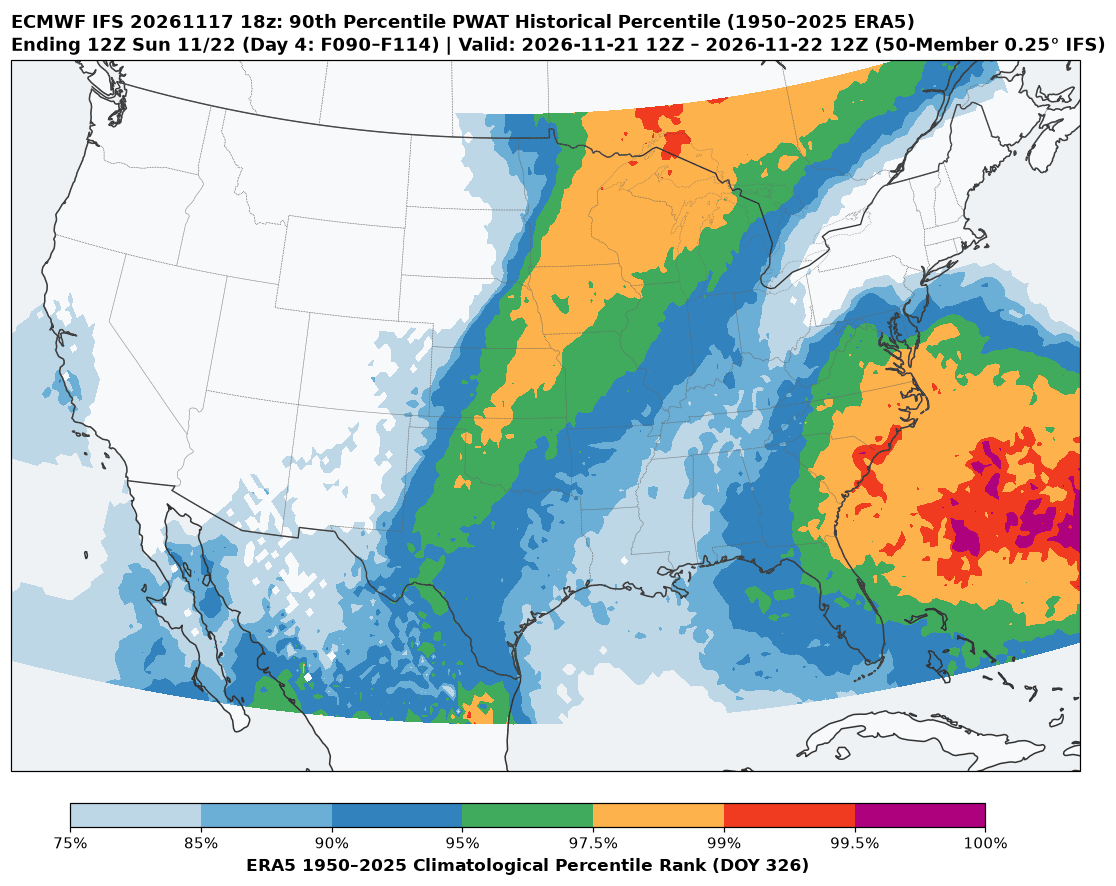 ECMWF IFS 20261117 18z: 90th Percentile PWAT Historical Percentile (1950–2025 ERA5)
Ending 12Z Sun 11/22 (Day 4: F090–F114) | Valid: 2026-11-21 12Z – 2026-11-22 12Z (50-Member 0.25° IFS)
75% 85% 90% 95% 97.5% 99% 99.5% 100%
ERA5 1950–2025 Climatological Percentile Rank (DOY 326)